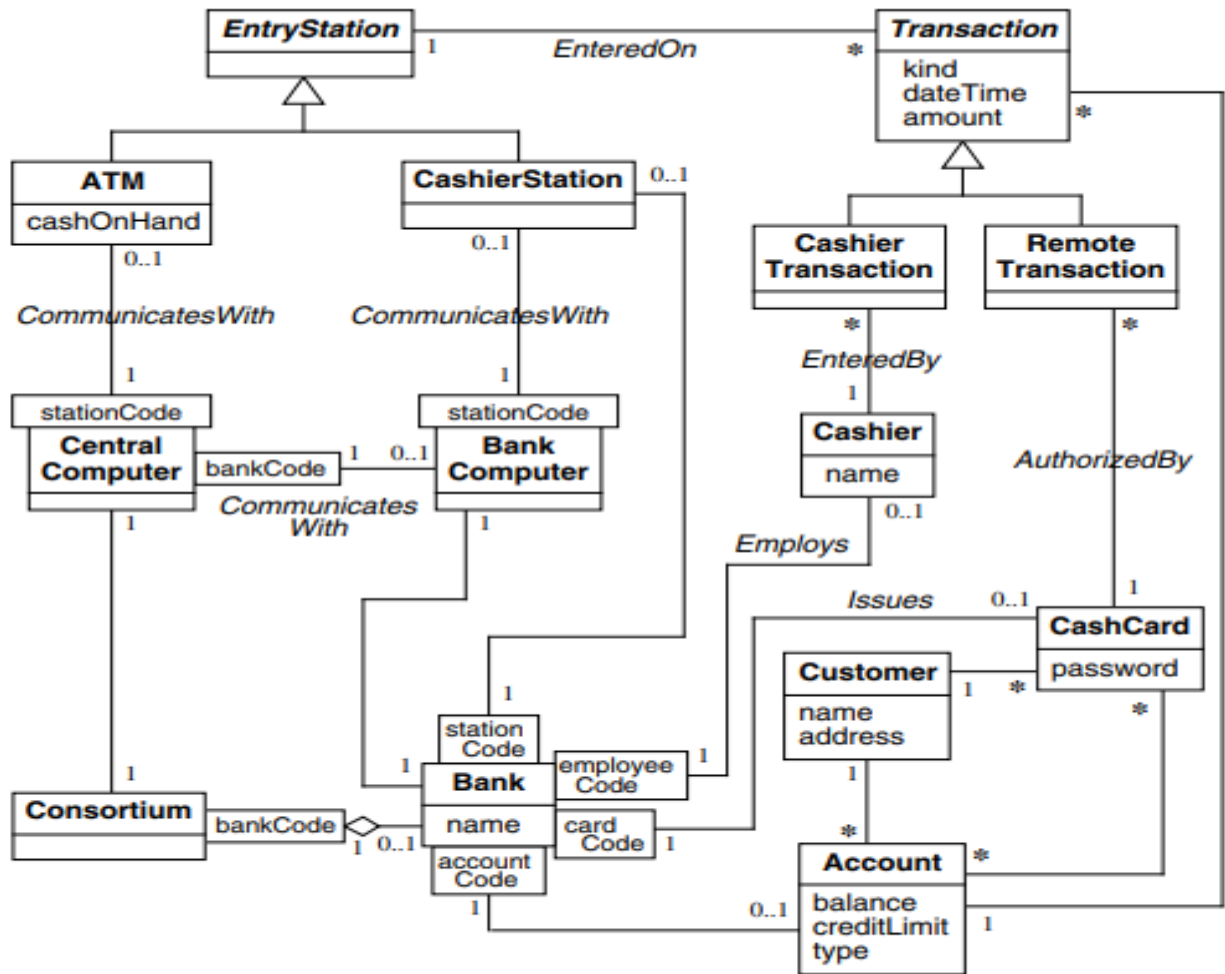 EntryStation
1
EnteredOn
*
Transaction
kind
dateTime
amount
*
ATM
cashOnHand
0..1
CashierStation
0..1
0..1
Cashier
Transaction
*
Remote
Transaction
*
CommunicatesWith
CommunicatesWith
EnteredBy
1
1
1
stationCode
Central
Computer
bankCode
1
0..1
stationCode
Bank
Computer
Communicates
With
1
1
Cashier
name
0..1
AuthorizedBy
Employs
Issues
0..1
1
CashCard
password
*
Customer
name
address
1
*
1
*
1
station
Code
1
employee
Code
1
Bank
name
card
Code
1
account
Code
1
1
Consortium
bankCode
1
0..1
0..1
Account
balance
creditLimit
type
*
1